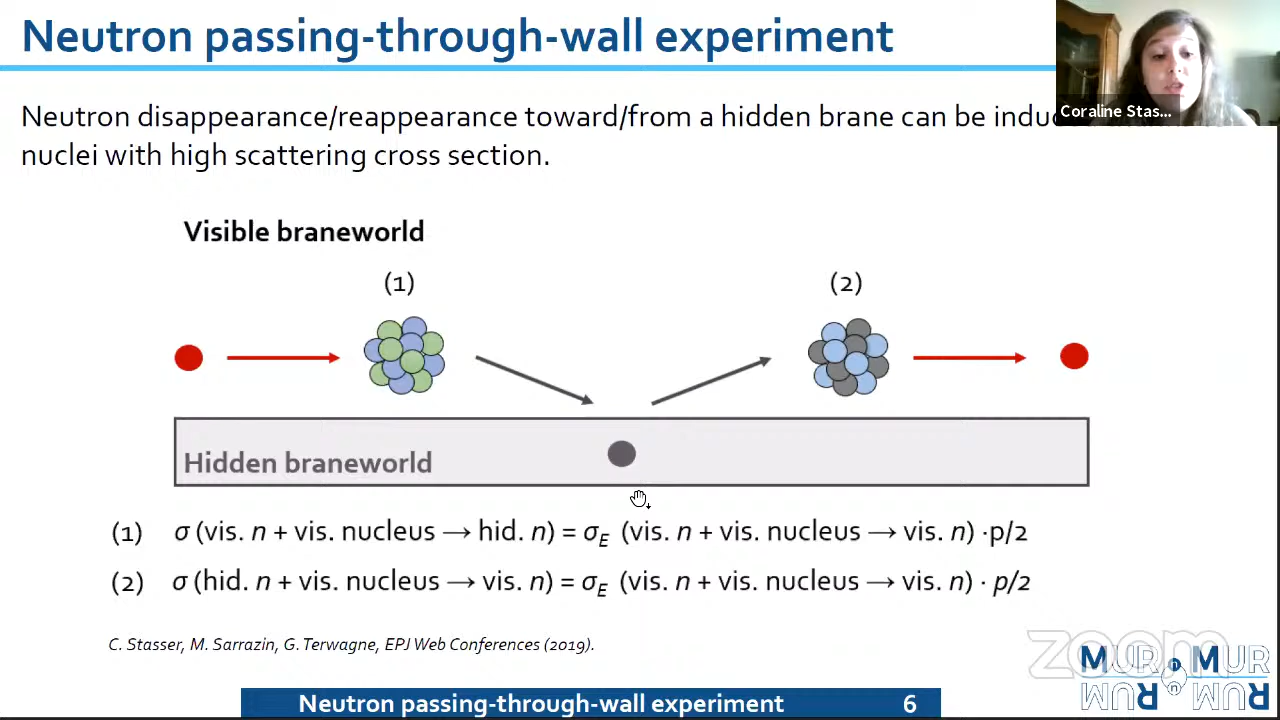 Neutron passing-through-wall experiment
Coraline Stas...
Neutron disappearance/reappearance toward/from a hidden brane can be
nuclei with high scattering cross section.
Visible braneworld
(1)
(2)
Hidden braneworld
(1) σ (vis. n + vis. nucleus → hid. n) = σE (vis. n + vis. nucleus → vis. n) ·p/2
(2) σ (hid. n + vis. nucleus → vis. n) = σE (vis. n + vis. nucleus → vis. n) · p/2
C. Stasser, M. Sarrazin, G. Terwagne, EPJ Web Conferences (2019).
zoom
MURMUR
Neutron passing-through-wall experiment 6